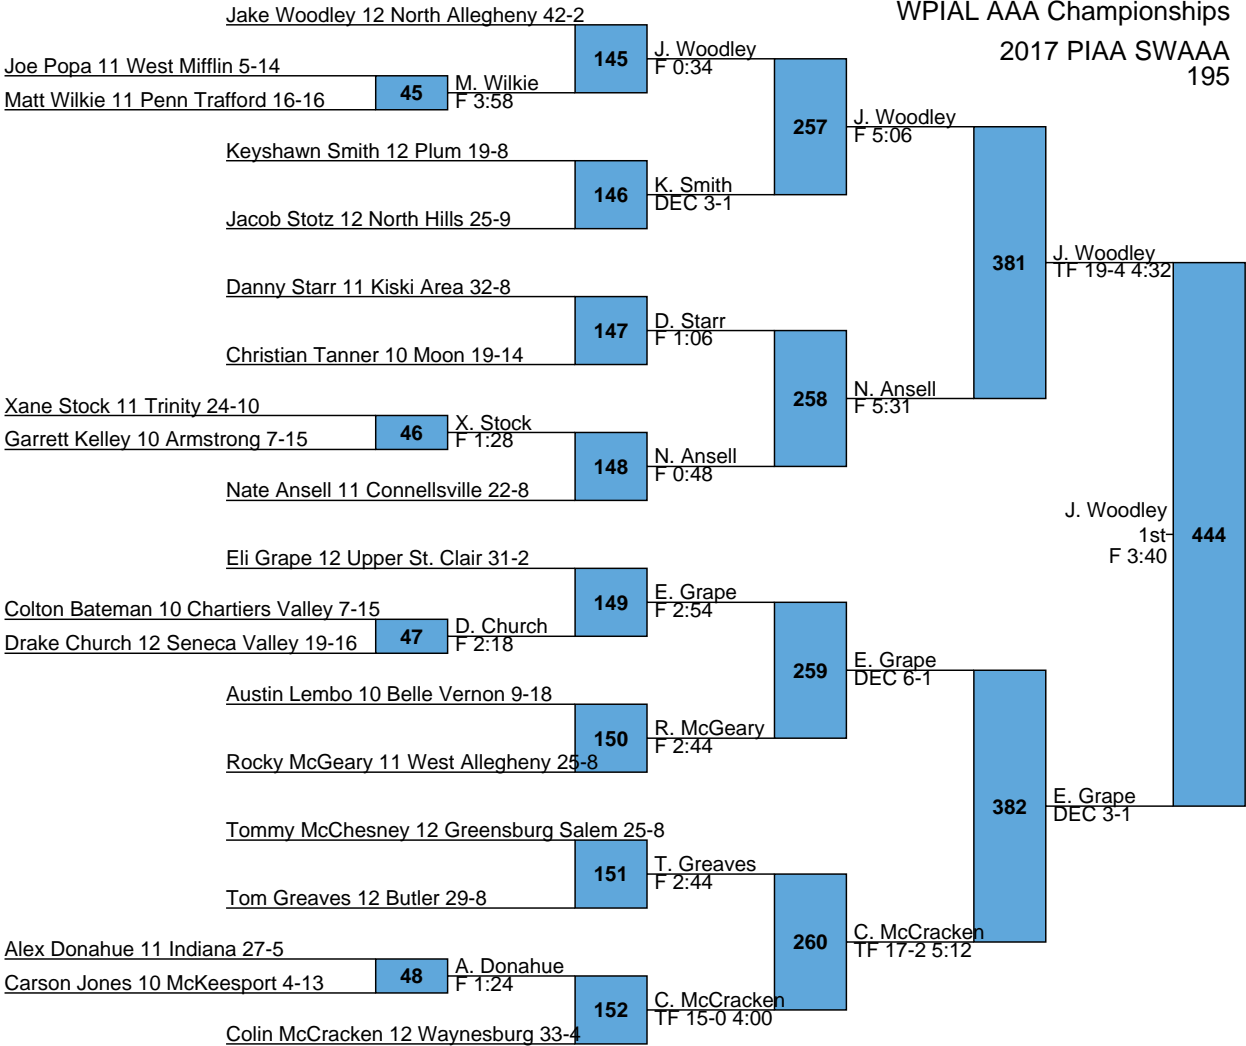 WPIAL AAA Championships
2017 PIAA SWAAA
195
Jake Woodley 12 North Allegheny 42-2
145
J. Woodley
F 0:34
Joe Popa 11 West Mifflin 5-14
45
M. Wilkie
F 3:58
Matt Wilkie 11 Penn Trafford 16-16
257
J. Woodley
F 5:06
Keyshawn Smith 12 Plum 19-8
146
K. Smith
DEC 3-1
Jacob Stotz 12 North Hills 25-9
381
J. Woodley
TF 19-4 4:32
Danny Starr 11 Kiski Area 32-8
147
D. Starr
F 1:06
Christian Tanner 10 Moon 19-14
258
N. Ansell
F 5:31
Xane Stock 11 Trinity 24-10
46
X. Stock
F 1:28
Garrett Kelley 10 Armstrong 7-15
148
N. Ansell
F 0:48
Nate Ansell 11 Connellsville 22-8
J. Woodley
1st
F 3:40
444
Eli Grape 12 Upper St. Clair 31-2
149
E. Grape
F 2:54
Colton Bateman 10 Chartiers Valley 7-15
47
D. Church
F 2:18
Drake Church 12 Seneca Valley 19-16
259
E. Grape
DEC 6-1
Austin Lembo 10 Belle Vernon 9-18
150
R. McGeary
F 2:44
Rocky McGeary 11 West Allegheny 25-8
382
E. Grape
DEC 3-1
Tommy McChesney 12 Greensburg Salem 25-8
151
T. Greaves
F 2:44
Tom Greaves 12 Butler 29-8
260
C. McCracken
TF 17-2 5:12
Alex Donahue 11 Indiana 27-5
48
A. Donahue
F 1:24
Carson Jones 10 McKeesport 4-13
152
C. McCracken
TF 15-0 4:00
Colin McCracken 12 Waynesburg 33-4